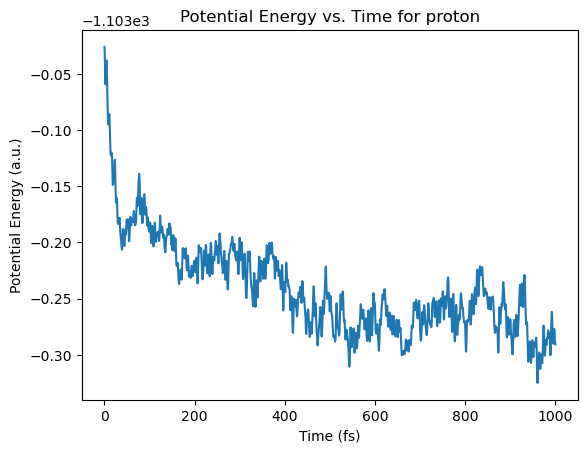 Potential Energy vs. Time for proton
−1.103e3
−0.05
−0.10
−0.15
−0.20
−0.25
−0.30
Potential Energy (a.u.)
0 200 400 600 800 1000
Time (fs)